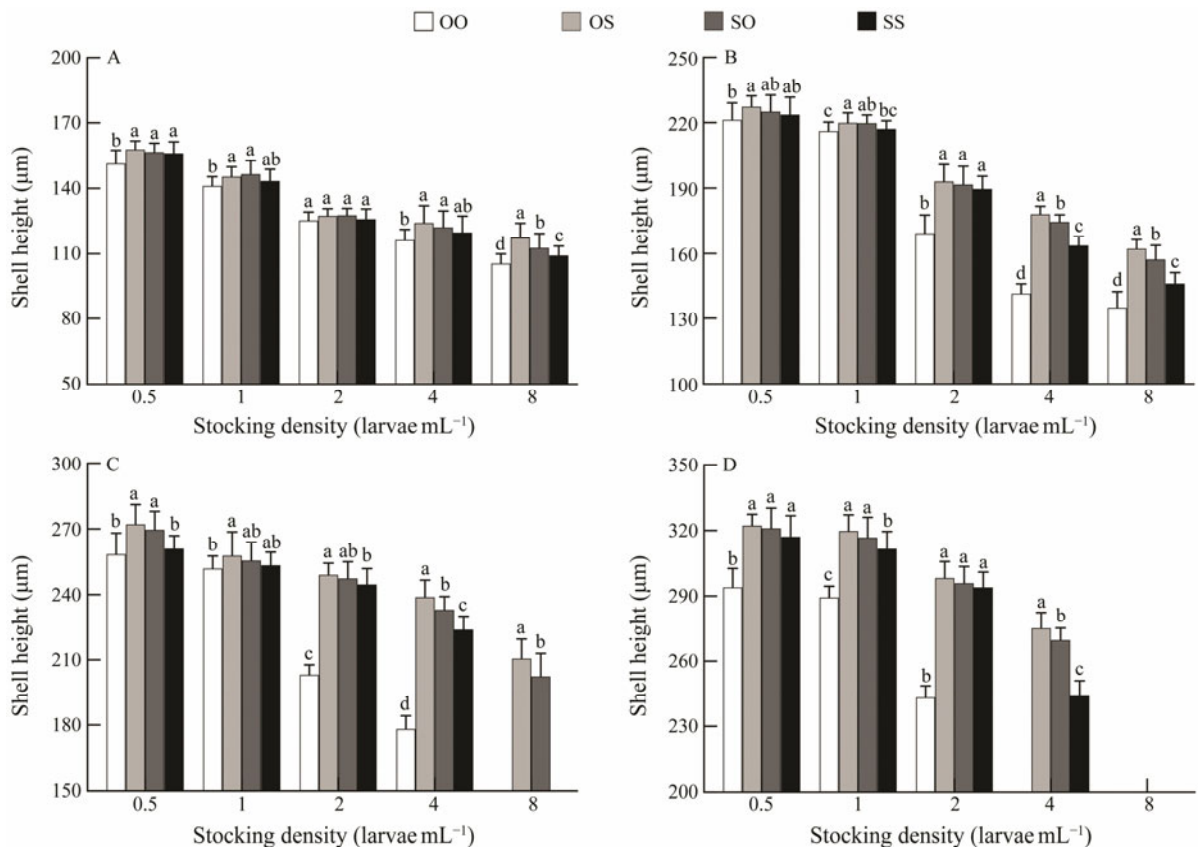 OO OS SO SS
A
200
170
140
110
80
50
Shell height (μm)
b a a a
b a a ab
a a a a
b a a ab
d a b c
0.5 1 2 4 8
Stocking density (larvae mL⁻¹)
B
250
220
190
160
130
100
Shell height (μm)
b a ab ab
c a ab bc
b a a a
d a b c
d a b c
0.5 1 2 4 8
Stocking density (larvae mL⁻¹)
C
300
270
240
210
180
150
Shell height (μm)
b a a b
b a ab ab
c a ab b
d a b c
a b
0.5 1 2 4 8
Stocking density (larvae mL⁻¹)
D
350
320
290
260
230
200
Shell height (μm)
b a a a
c a a b
b a a a
a b c
0.5 1 2 4 8
Stocking density (larvae mL⁻¹)